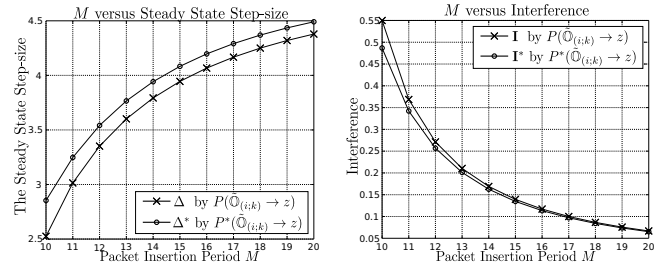 M versus Steady State Step-size
The Steady State Step-size
4.5
4
3.5
3
2.5
Δ by P(Õ(i;k) → z)
Δ* by P*(Õ(i;k) → z)
10 11 12 13 14 15 16 17 18 19 20
Packet Insertion Period M
M versus Interference
Interference
0.55
0.5
0.45
0.4
0.35
0.3
0.25
0.2
0.15
0.1
0.05
I by P(Õ(i;k) → z)
I* by P*(Õ(i;k) → z)
10 11 12 13 14 15 16 17 18 19 20
Packet Insertion Period M